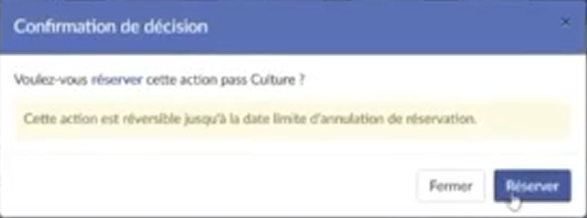 Confirmation de décision
×
Voulez-vous réserver cette action pass Culture ?
Cette action est réversible jusqu'à la date limite d'annulation de réservation.
Fermer Réserver